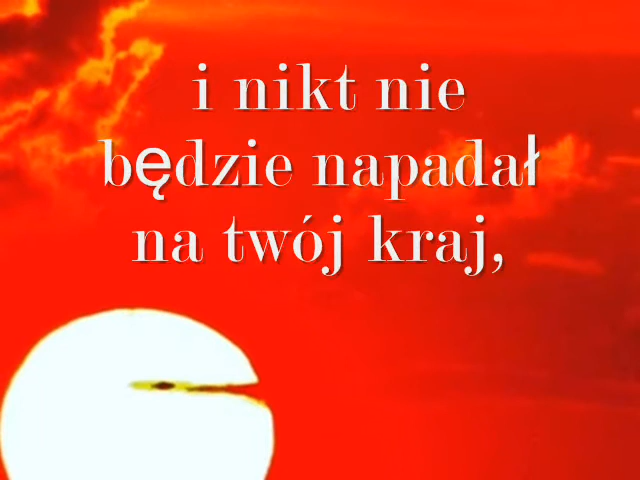 i nikt nie
będzie napadał
na twój kraj,